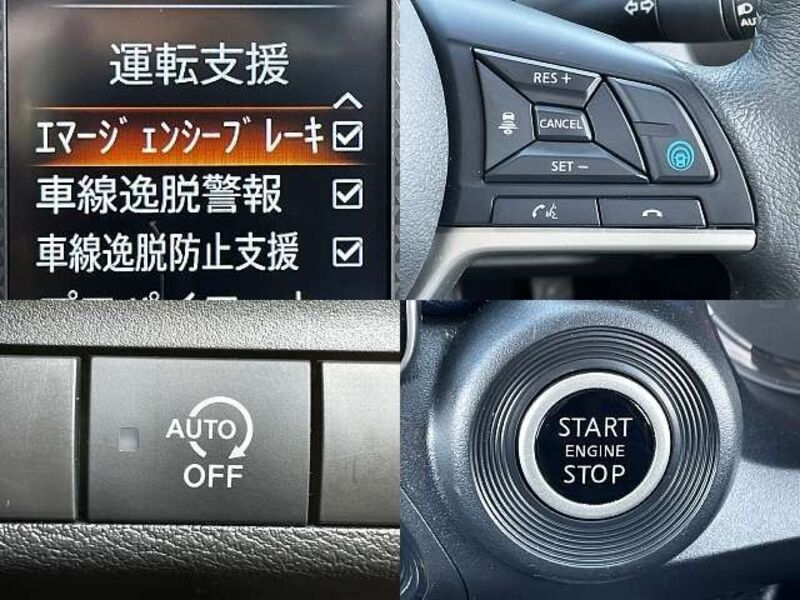 運転支援
ｴﾏｰｼﾞｪﾝｼｰﾌﾞﾚｰｷ
車線逸脱警報
車線逸脱防止支援
RES +
CANCEL
SET −
AUTO
OFF
START
ENGINE
STOP